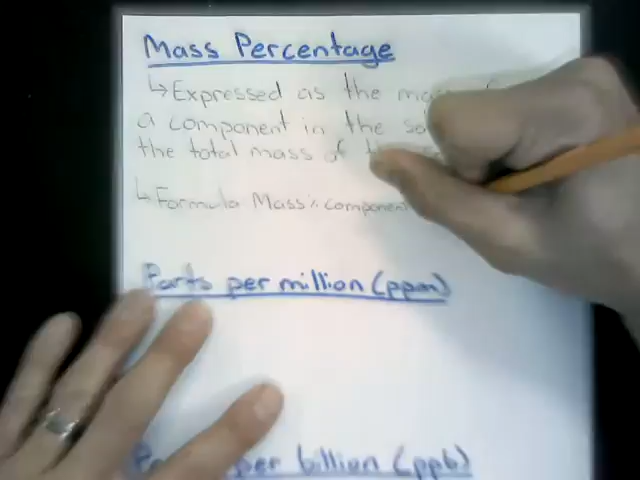 Mass Percentage
↳ Expressed as the
a component in the
the total mass of
↳ Formula Mass % component
Parts per million (ppm)
per billion (ppb)